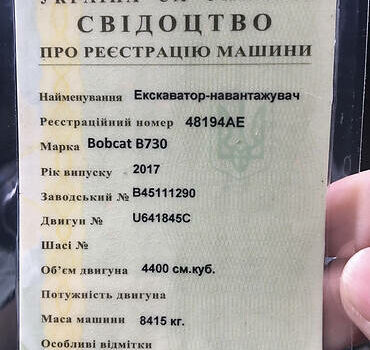 СВІДОЦТВО
ПРО РЕЄСТРАЦІЮ МАШИНИ
Найменування Екскаватор-навантажувач
Реєстраційний номер 48194АЕ
Марка Bobcat B730
Рік випуску 2017
Заводський № B45111290
Двигун № U641845C
Шасі №
Об'єм двигуна 4400 см.куб.
Потужність двигуна
Маса машини 8415 кг.
Особливі відмітки